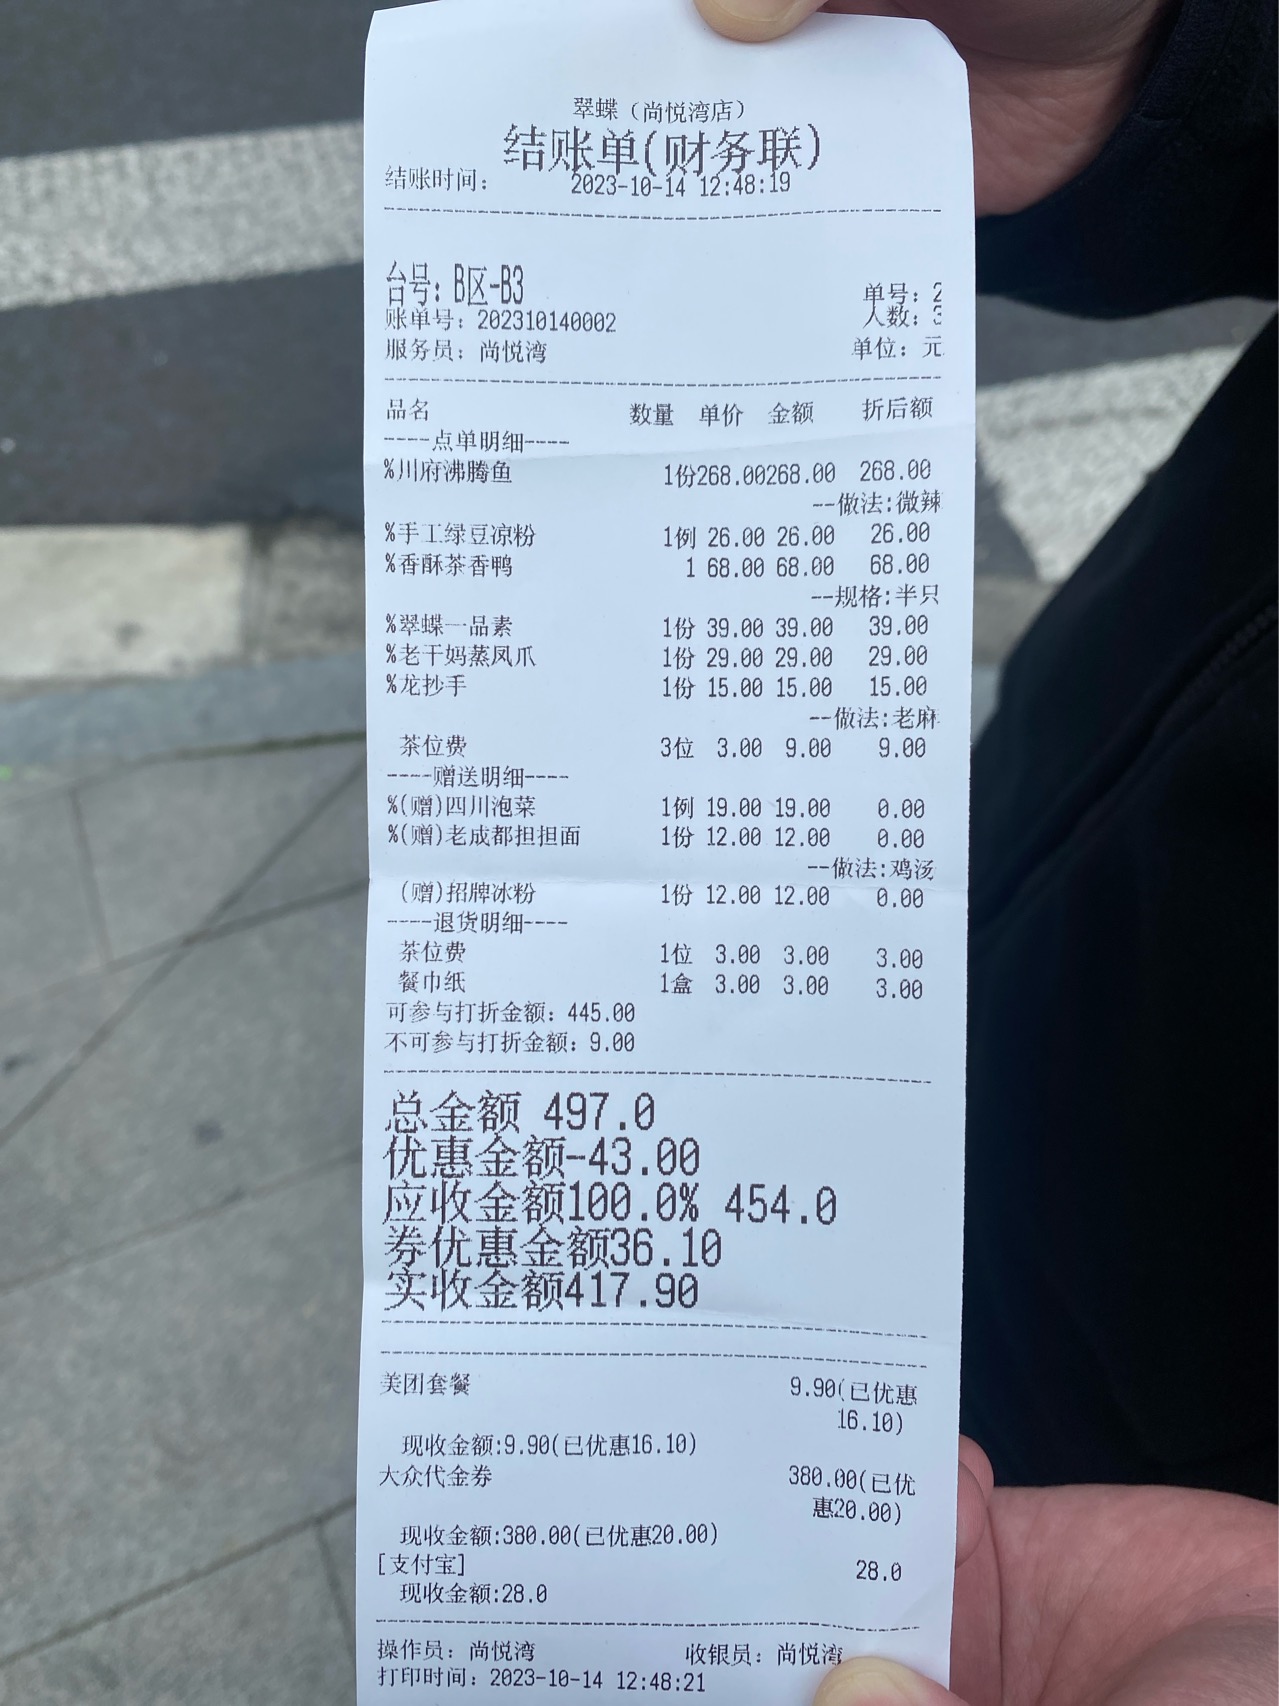 翠蝶（尚悦湾店）
结账单(财务联)
结账时间： 2023-10-14 12:48:19
台号：B区-B3
单号：2
账单号：202310140002 人数：3
服务员：尚悦湾 单位：元
品名 数量 单价 金额 折后额
----点单明细----
%川府沸腾鱼 1份268.00268.00 268.00
--做法:微辣
%手工绿豆凉粉 1例 26.00 26.00 26.00
%香酥茶香鸭 1 68.00 68.00 68.00
--规格:半只
%翠蝶一品素 1份 39.00 39.00 39.00
%老干妈蒸凤爪 1份 29.00 29.00 29.00
%龙抄手 1份 15.00 15.00 15.00
--做法:老麻
茶位费 3位 3.00 9.00 9.00
----赠送明细----
%(赠)四川泡菜 1例 19.00 19.00 0.00
%(赠)老成都担担面 1份 12.00 12.00 0.00
--做法:鸡汤
(赠)招牌冰粉 1份 12.00 12.00 0.00
----退货明细----
茶位费 1位 3.00 3.00 3.00
餐巾纸 1盒 3.00 3.00 3.00
可参与打折金额：445.00
不可参与打折金额：9.00
总金额 497.0
优惠金额-43.00
应收金额100.0% 454.0
券优惠金额36.10
实收金额417.90
美团套餐 9.90(已优惠
16.10)
现收金额:9.90(已优惠16.10)
大众代金券 380.00(已优
惠20.00)
现收金额:380.00(已优惠20.00)
[支付宝] 28.0
现收金额:28.0
操作员：尚悦湾 收银员：尚悦湾
打印时间：2023-10-14 12:48:21